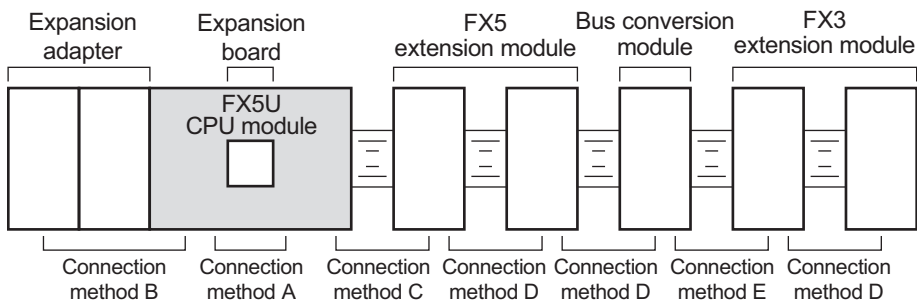 Expansion
adapter
Expansion
board
FX5
extension module
Bus conversion
module
FX3
extension module
FX5U
CPU module
Connection
method B
Connection
method A
Connection
method C
Connection
method D
Connection
method D
Connection
method E
Connection
method D